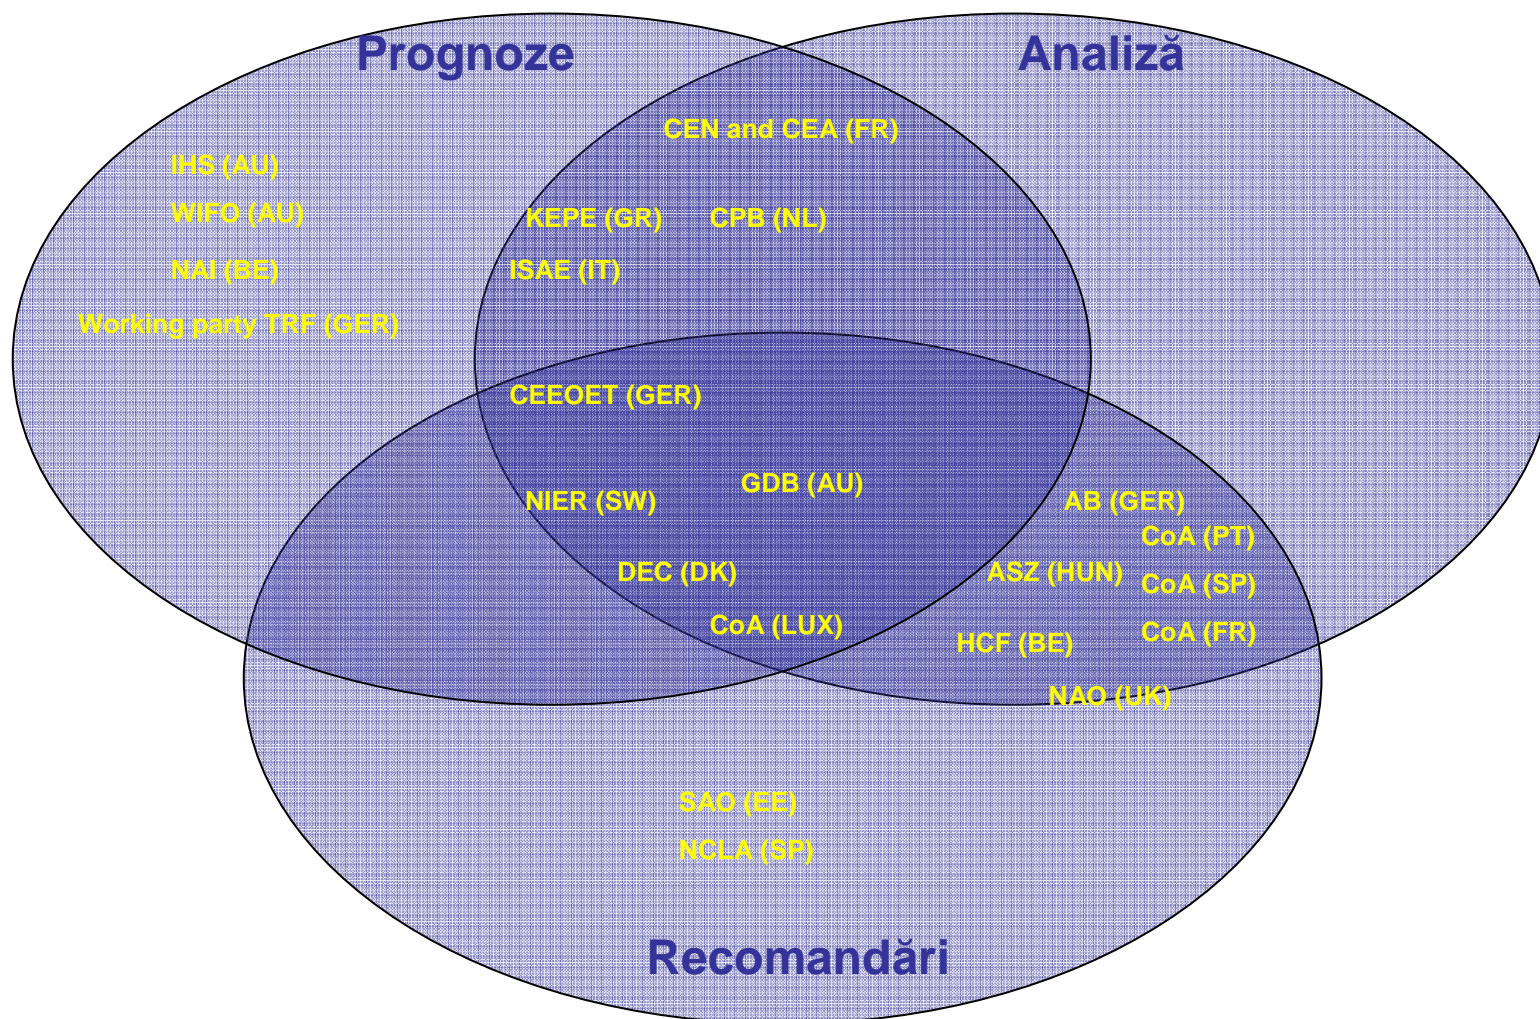 Prognoze
Analiză
CEN and CEA (FR)
IHS (AU)
WIFO (AU)
KEPE (GR)
CPB (NL)
NAI (BE)
ISAE (IT)
Working party TRF (GER)
CEEOET (GER)
GDB (AU)
NIER (SW)
AB (GER)
CoA (PT)
DEC (DK)
ASZ (HUN)
CoA (SP)
CoA (LUX)
CoA (FR)
HCF (BE)
NAO (UK)
SAO (EE)
NCLA (SP)
Recomandări